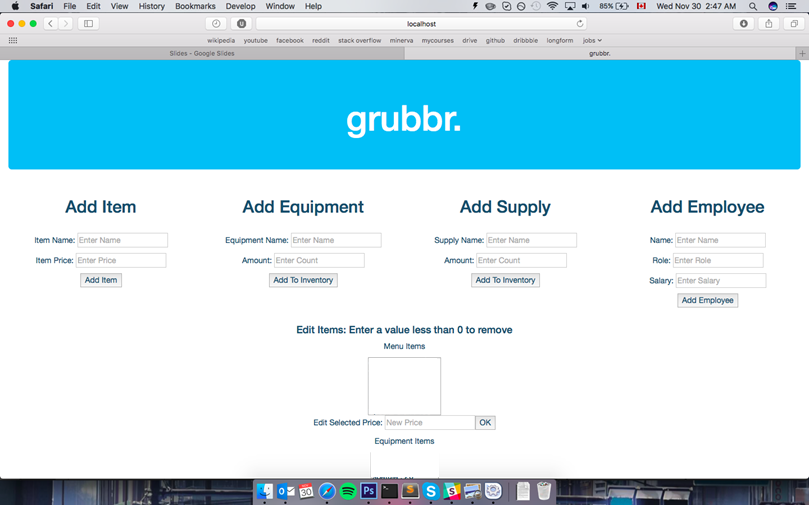 Safari File Edit View History Bookmarks Develop Window Help 85% Wed Nov 30 2:47 AM
u localhost
wikipedia youtube facebook reddit stack overflow minerva mycourses drive github dribbble longform jobs
Slides - Google Slides grubbr. +
grubbr.
Add Item Add Equipment Add Supply Add Employee
Item Name: Enter Name Equipment Name: Enter Name Supply Name: Enter Name Name: Enter Name
Item Price: Enter Price Amount: Enter Count Amount: Enter Count Role: Enter Role
Add Item Add To Inventory Add To Inventory Salary: Enter Salary
Add Employee
Edit Items: Enter a value less than 0 to remove
Menu Items
Edit Selected Price: New Price OK
Equipment Items
30 Ps S S S